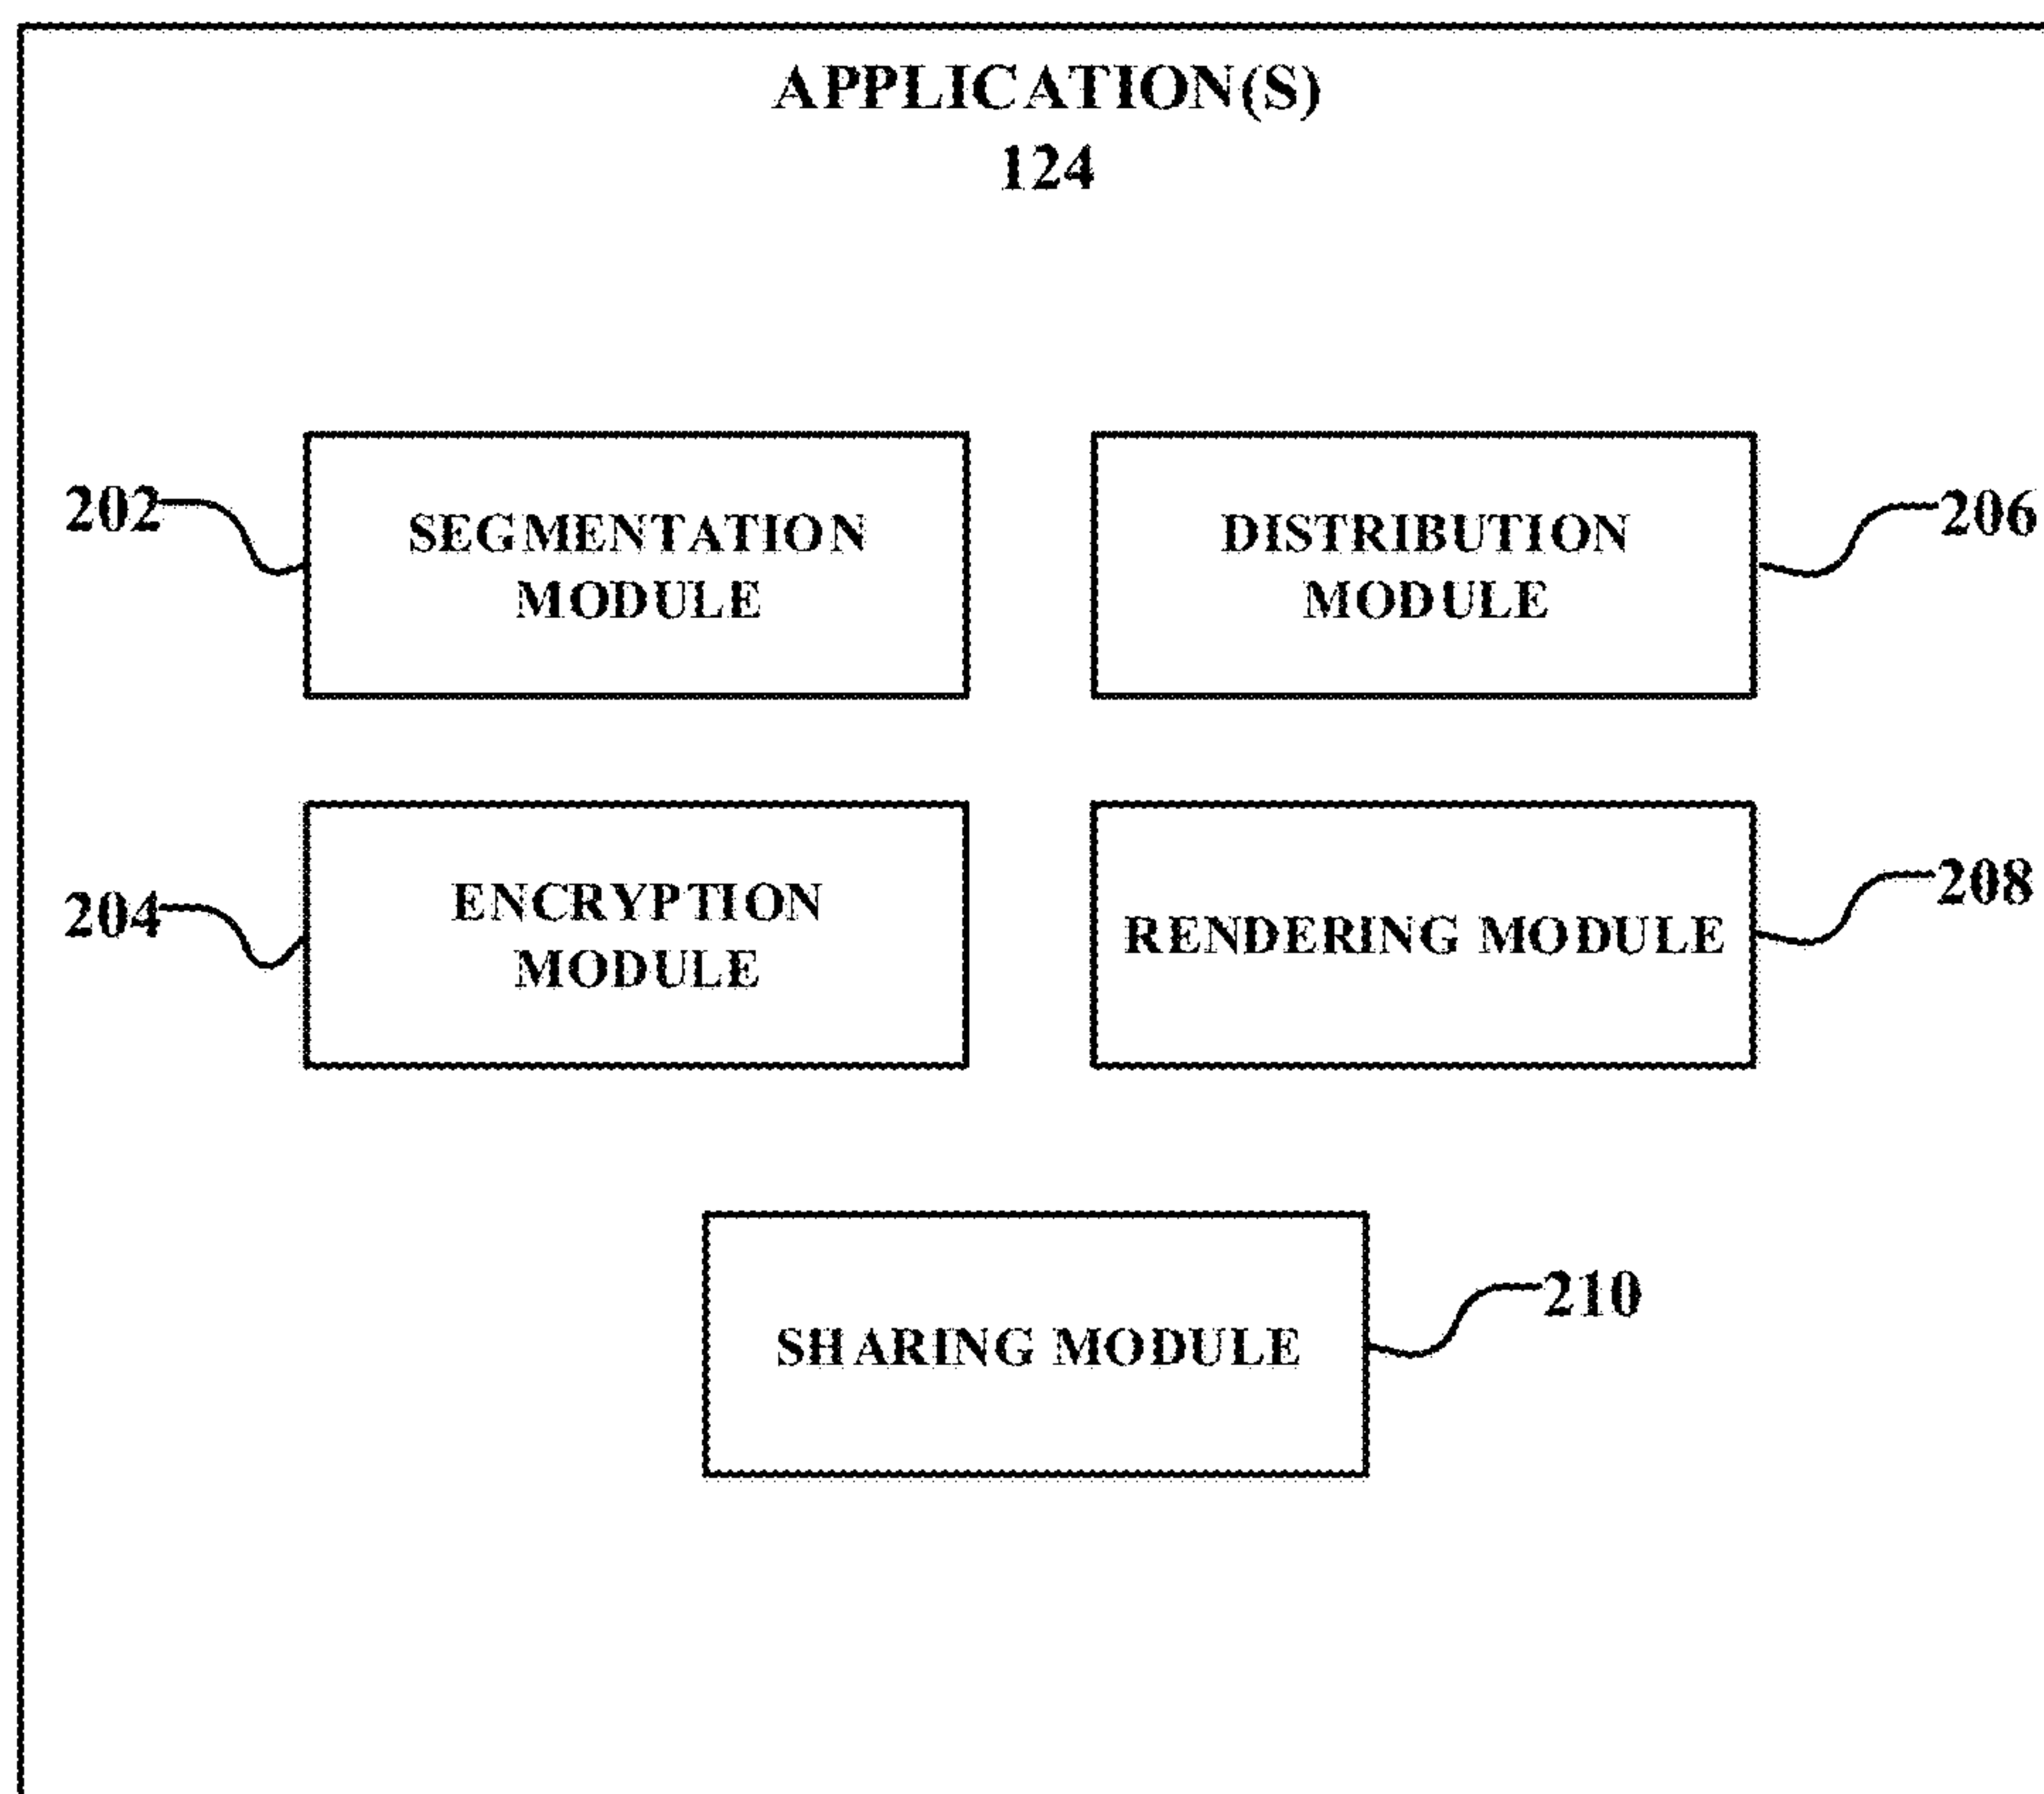 APPLICATION(S)
124
202
SEGMENTATION
MODULE
DISTRIBUTION
MODULE
206
204
ENCRYPTION
MODULE
RENDERING MODULE
208
SHARING MODULE
210